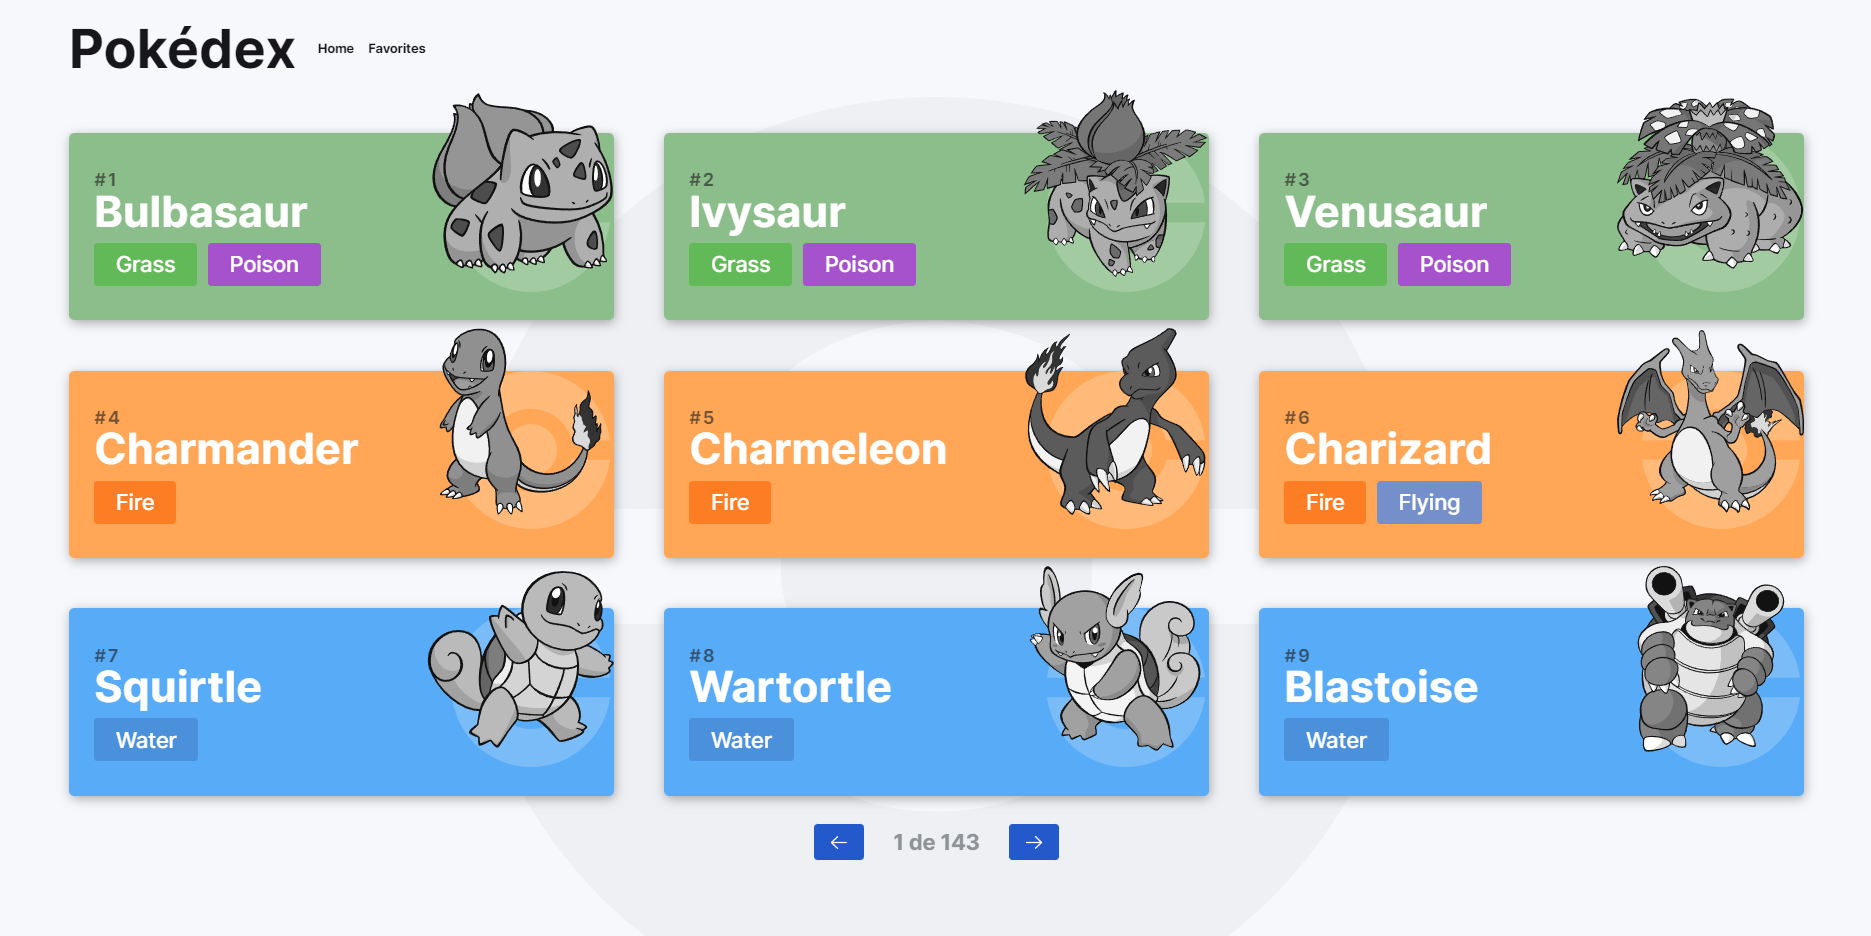 Pokédex Home Favorites
#1
Bulbasaur
Grass Poison
#2
Ivysaur
Grass Poison
#3
Venusaur
Grass Poison
#4
Charmander
Fire
#5
Charmeleon
Fire
#6
Charizard
Fire Flying
#7
Squirtle
Water
#8
Wartortle
Water
#9
Blastoise
Water
1 de 143